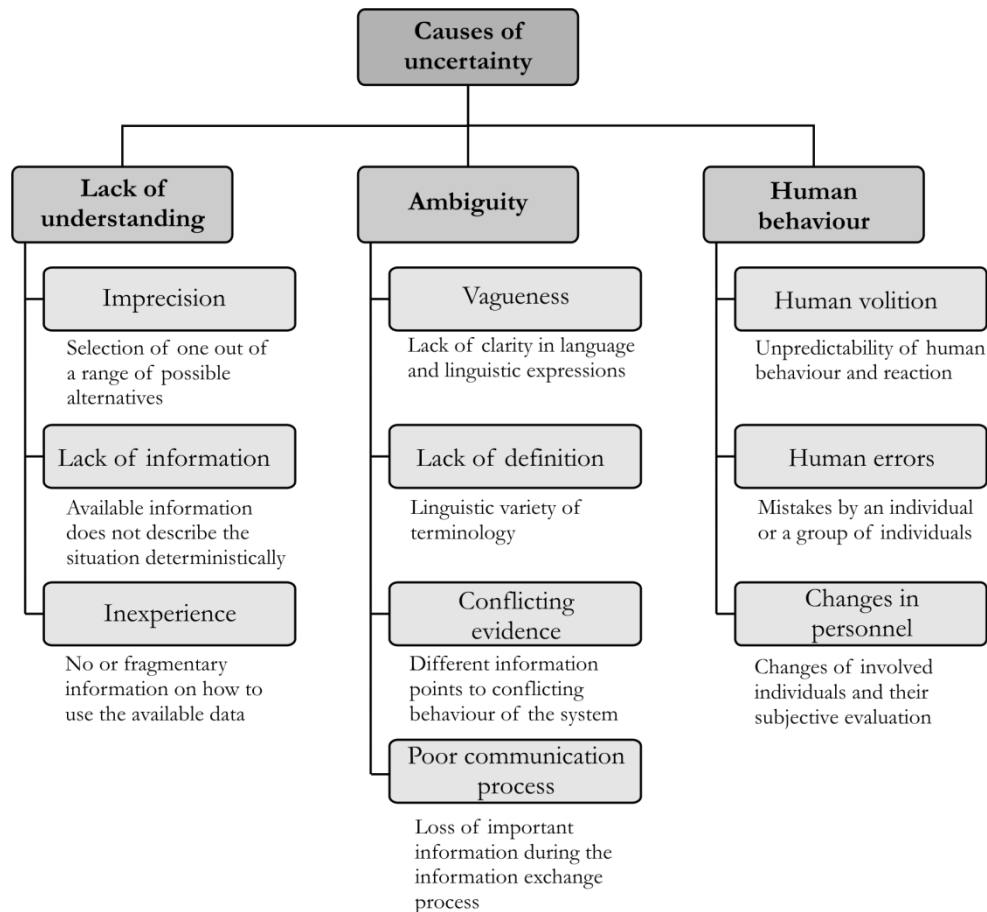 Causes of
uncertainty
Lack of
understanding
Imprecision
Selection of one out of
a range of possible
alternatives
Lack of information
Available information
does not describe the
situation deterministically
Inexperience
No or fragmentary
information on how to
use the available data
Ambiguity
Vagueness
Lack of clarity in language
and linguistic expressions
Lack of definition
Linguistic variety of
terminology
Conflicting
evidence
Different information
points to conflicting
behaviour of the system
Poor communication
process
Loss of important
information during the
information exchange
process
Human
behaviour
Human volition
Unpredictability of human
behaviour and reaction
Human errors
Mistakes by an individual
or a group of individuals
Changes in
personnel
Changes of involved
individuals and their
subjective evaluation